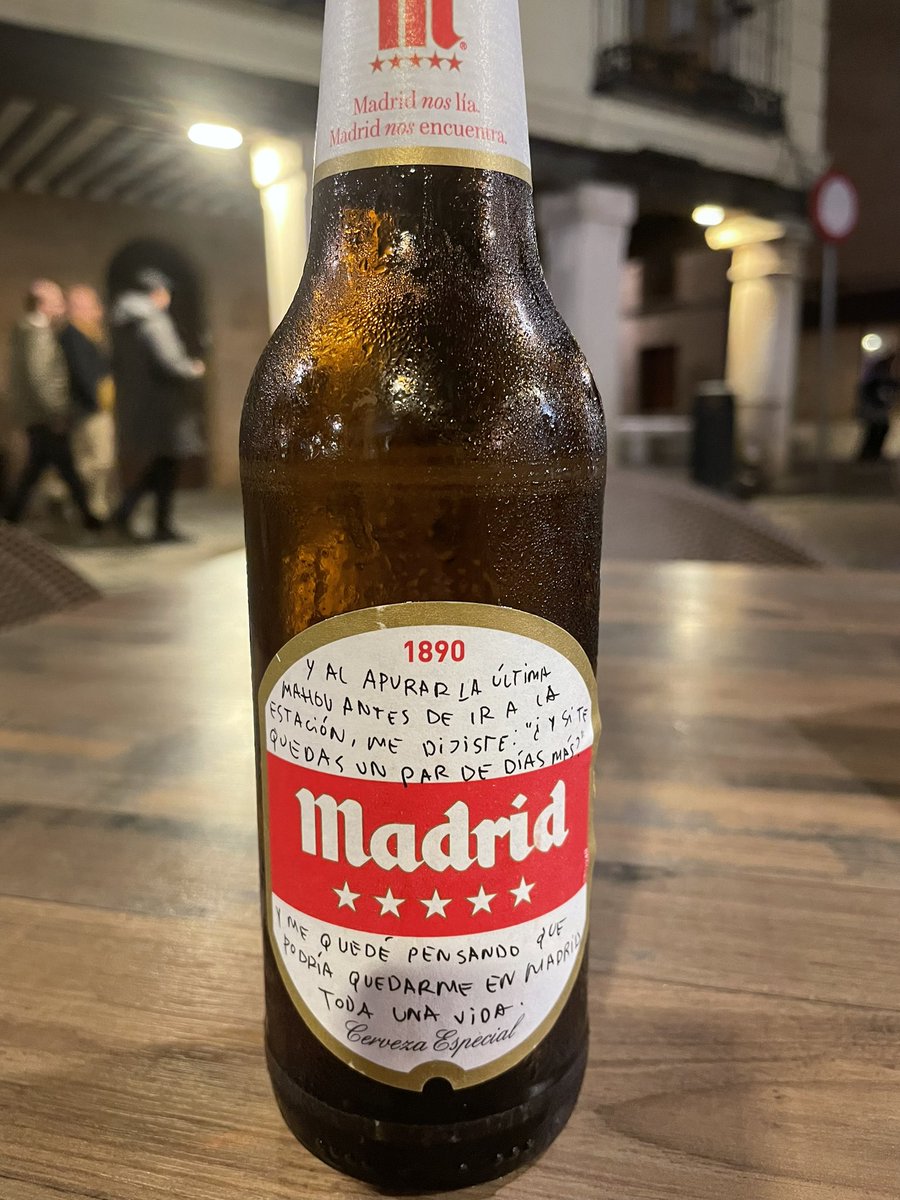 M®
★★★★★
Madrid nos lía.
Madrid nos encuentra.
1890
Y AL APURAR LA ÚLTIMA
MAHOU ANTES DE IR A LA
ESTACIÓN, ME DIJISTE: "¿Y SI TE
QUEDAS UN PAR DE DÍAS MÁS?"
Madrid
★★★★★
Y ME QUEDÉ PENSANDO QUE
PODRÍA QUEDARME EN MADRID
TODA UNA VIDA.
Cerveza Especial